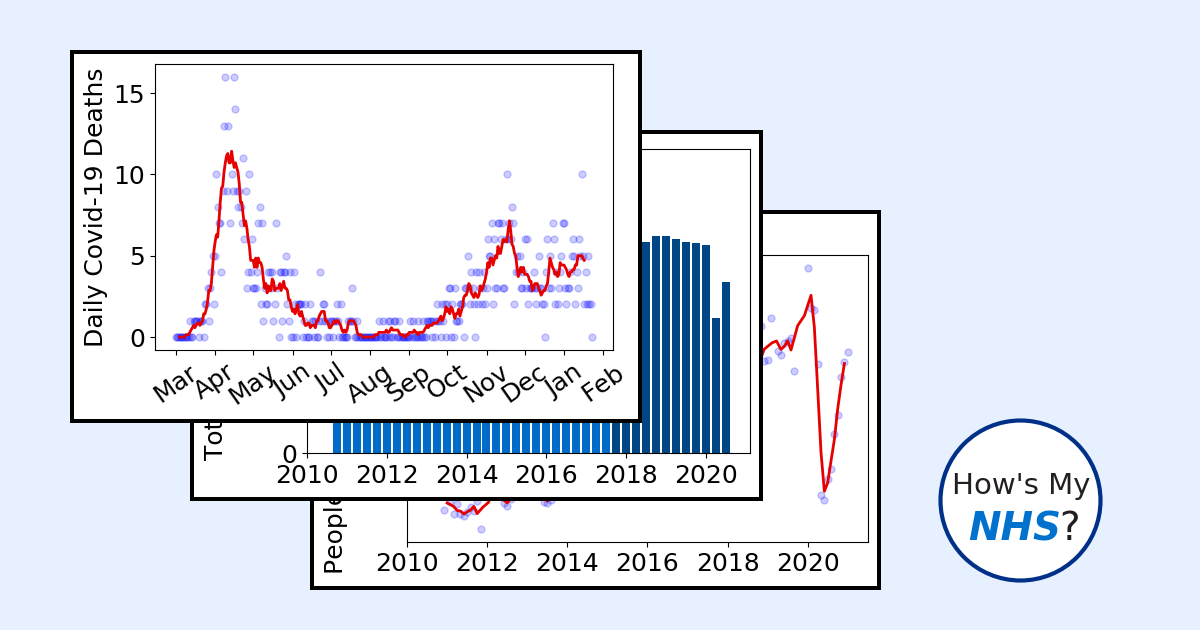 Daily Covid-19 Deaths
15
10
5
0
Mar Apr May Jun Jul Aug Sep Oct Nov Dec Jan Feb
0
2010 2012 2014 2016 2018 2020
People
2010 2012 2014 2016 2018 2020
How's My
NHS?